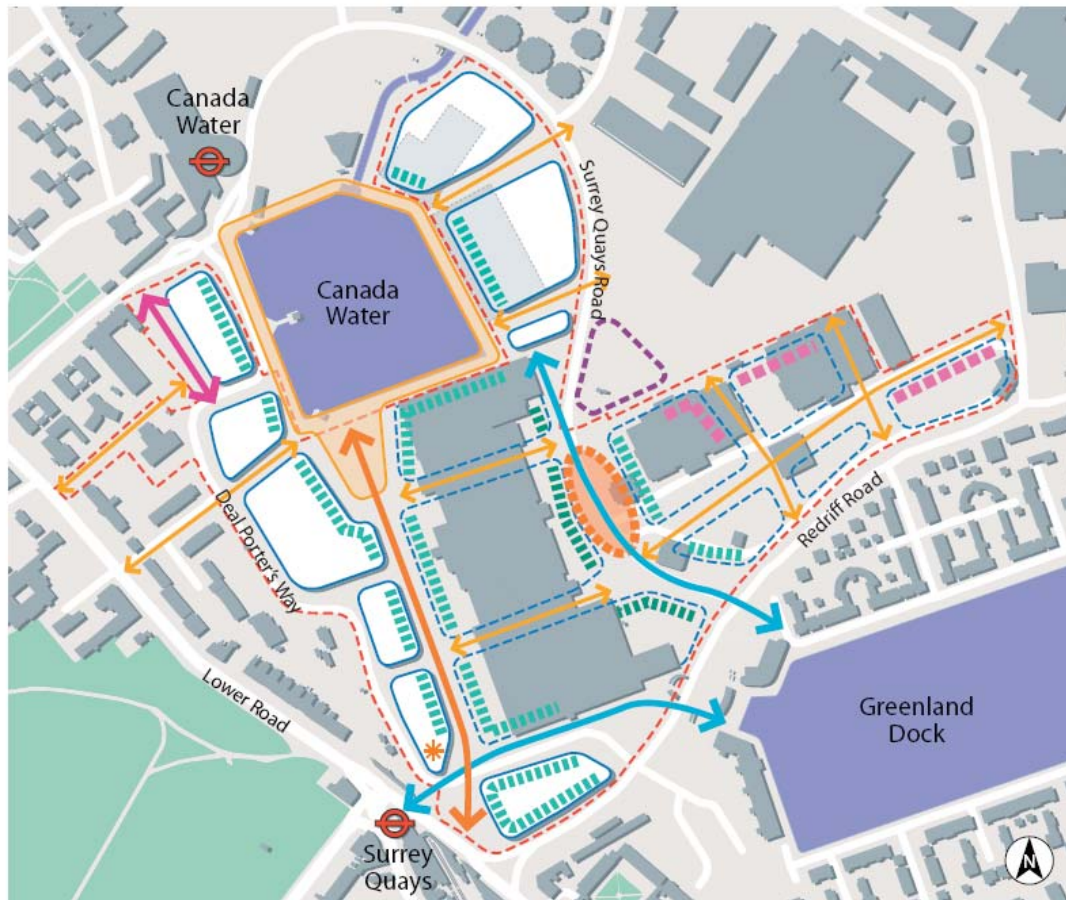 Canada
Water
Surrey Quays Road
Canada
Water
Deal Porter's Way
Redriff Road
Lower Road
Greenland
Dock
Surrey
Quays
N